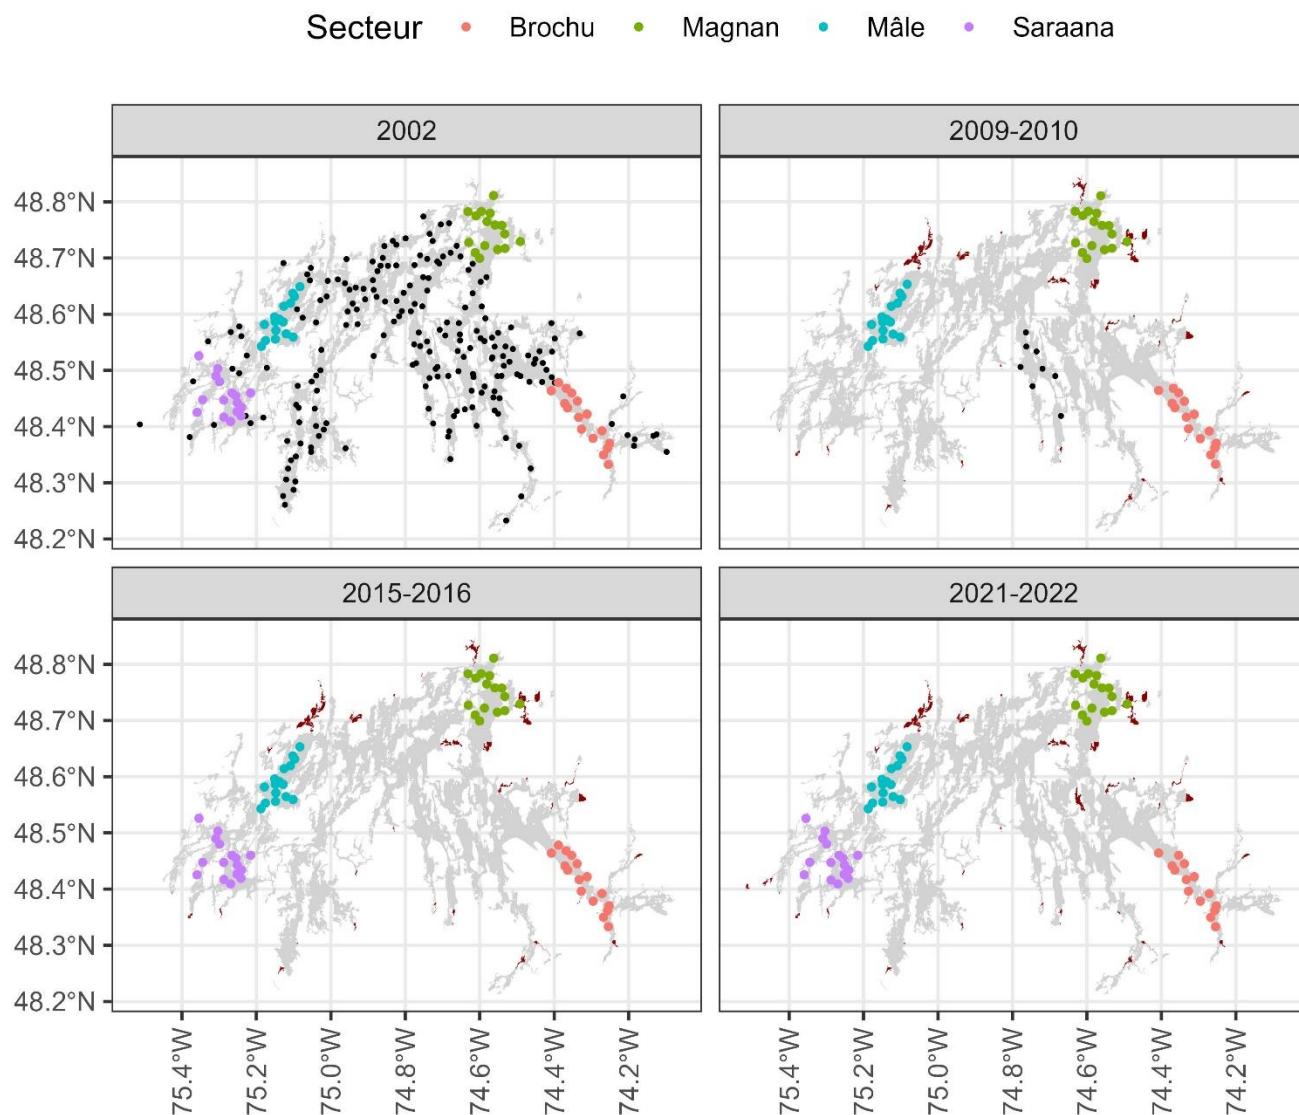 Secteur Brochu Magnan Mâle Saraana
2002 2009-2010
48.8°N
48.7°N
48.6°N
48.5°N
48.4°N
48.3°N
48.2°N
2015-2016 2021-2022
48.8°N
48.7°N
48.6°N
48.5°N
48.4°N
48.3°N
48.2°N
75.4°W 75.2°W 75.0°W 74.8°W 74.6°W 74.4°W 74.2°W 75.4°W 75.2°W 75.0°W 74.8°W 74.6°W 74.4°W 74.2°W